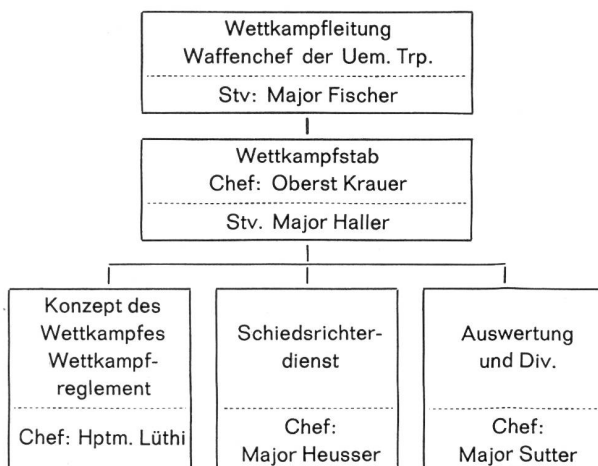 Wettkampfleitung
Waffenchef der Uem. Trp.
Stv: Major Fischer
Wettkampfstab
Chef: Oberst Krauer
Stv. Major Haller
Konzept des
Wettkampfes
Wettkampf-
reglement
Chef: Hptm. Lüthi
Schiedsrichter-
dienst
Chef:
Major Heusser
Auswertung
und Div.
Chef:
Major Sutter